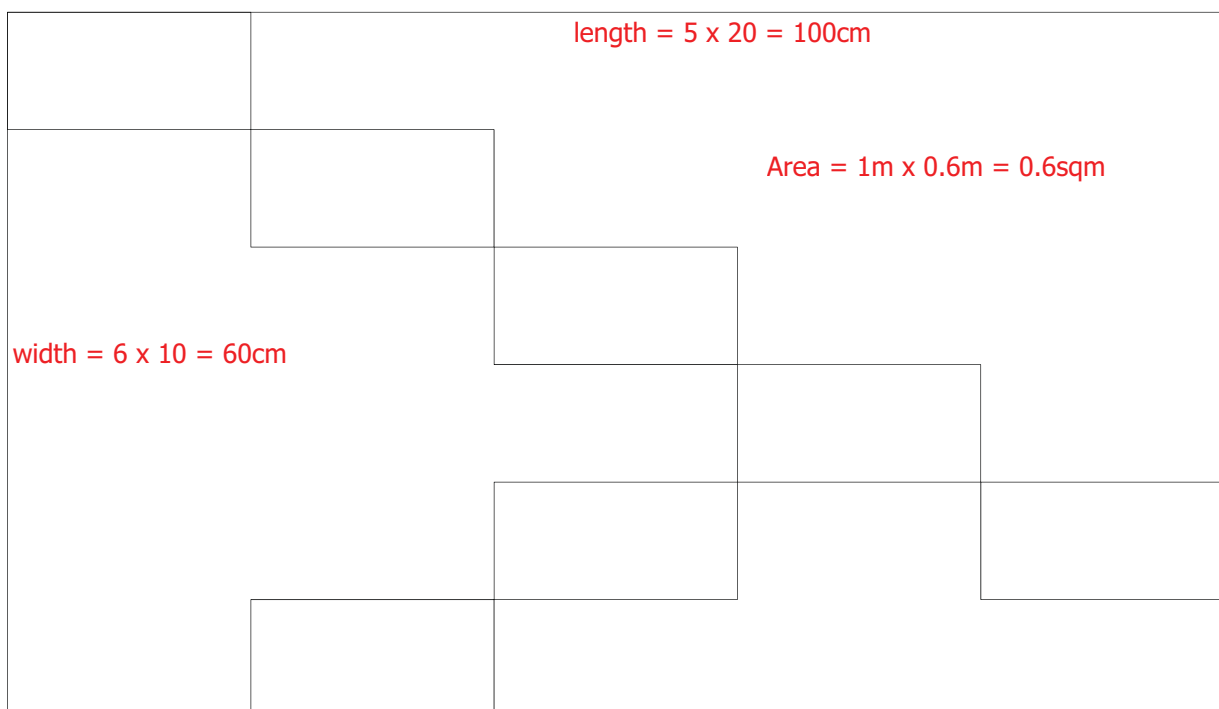 length = 5 x 20 = 100cm
Area = 1m x 0.6m = 0.6sqm
width = 6 x 10 = 60cm